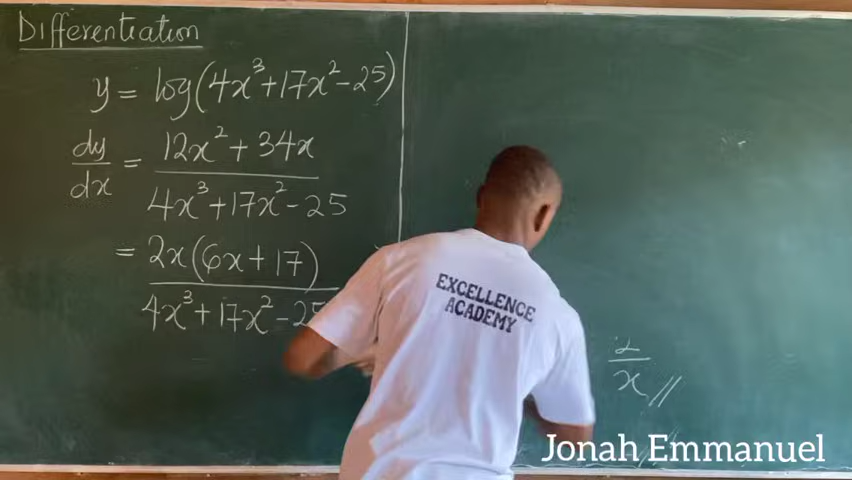 Differentiation
y = log(4x³+17x²-25)
dy/dx = 12x² + 34x / 4x³+17x²-25
= 2x(6x+17) / 4x³+17x²-25
EXCELLENCE
ACADEMY
2/x //
Jonah Emmanuel